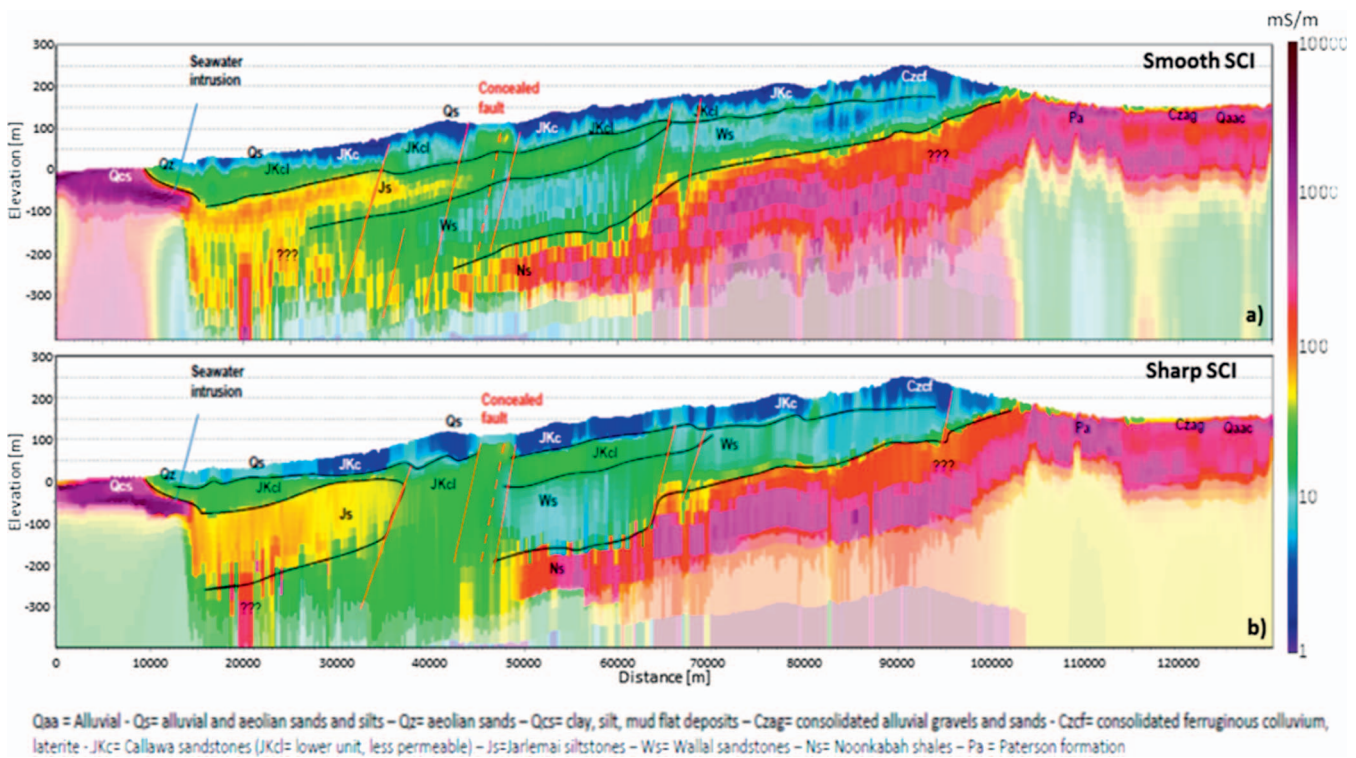 mS/m
300
Smooth SCI
10000
Seawater
intrusion
Concealed
fault
Czcf
200
Qs
JKc
JKc
JKcl
JKcl
Ws
100
Qs
JKc
JKcl
Pa
Czag
Qaac
Qz
JKcl
???
0
Qcs
Js
1000
Elevation [m]
-100
Ws
???
-200
Ns
-300
a)
100
300
Sharp SCI
Seawater
intrusion
Concealed
fault
Czcf
200
Qs
JKc
JKc
100
Qs
JKc
JKcl
Ws
Pa
Czag
Qaac
Qz
???
10
0
Qcs
JKcl
JKcl
Ws
Elevation [m]
Js
-100
-200
Ns
???
-300
b)
1
0 10000 20000 30000 40000 50000 60000 70000 80000 90000 100000 110000 120000
Distance [m]
Qaa = Alluvial - Qs= alluvial and aeolian sands and silts – Qz= aeolian sands – Qcs= clay, silt, mud flat deposits – Czag= consolidated alluvial gravels and sands - Czcf= consolidated ferruginous colluvium,
laterite - JKc= Callawa sandstones (JKcl= lower unit, less permeable) – Js=Jarlemai siltstones – Ws= Wallal sandstones – Ns= Noonkabah shales – Pa = Paterson formation